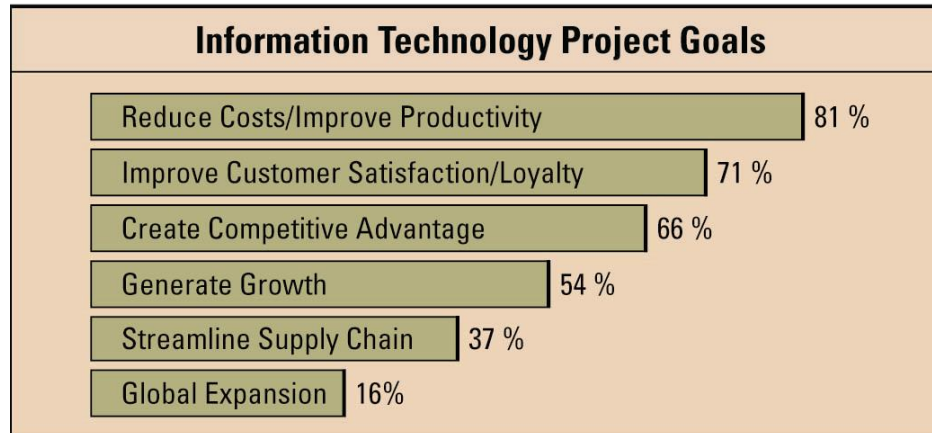 Information Technology Project Goals
Reduce Costs/Improve Productivity 81 %
Improve Customer Satisfaction/Loyalty 71 %
Create Competitive Advantage 66 %
Generate Growth 54 %
Streamline Supply Chain 37 %
Global Expansion 16%